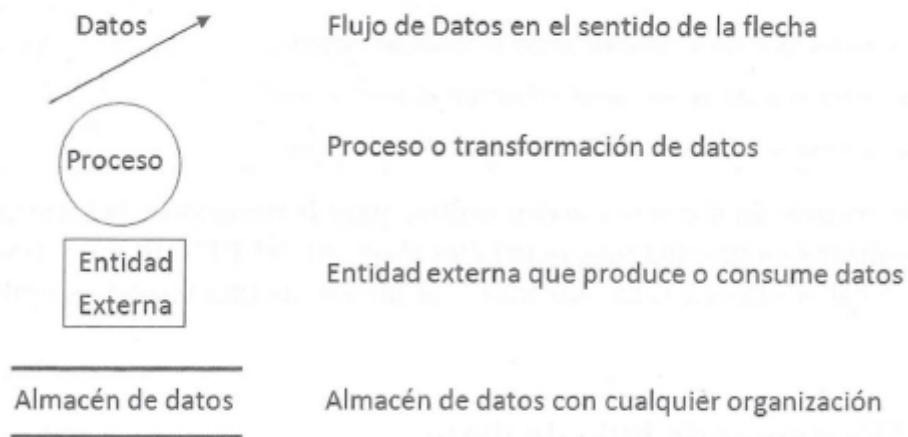 Datos
Flujo de Datos en el sentido de la flecha
Proceso
Proceso o transformación de datos
Entidad
Externa
Entidad externa que produce o consume datos
Almacén de datos
Almacén de datos con cualquier organización